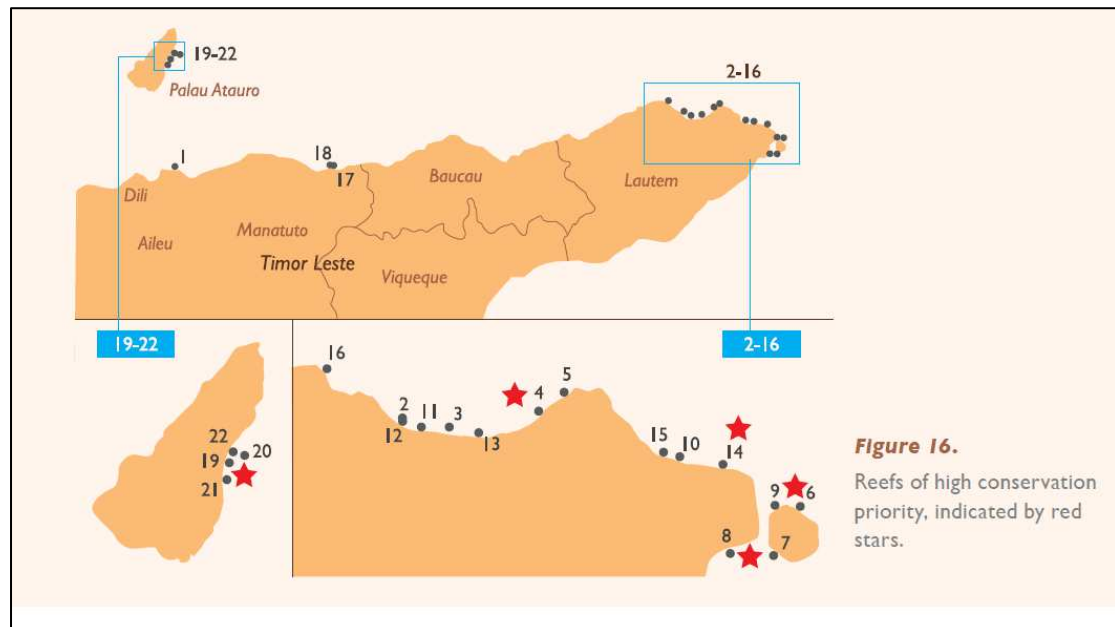 19-22
Palau Atauro
2-16
1
18
17
Dili
Baucau
Lautem
Aileu
Manatuto
Timor Leste
Viqueque
19-22
2-16
16
5
4
2
11
3
12
13
15
10
14
22
20
19
21
9
6
8
7
Figure 16.
Reefs of high conservation
priority, indicated by red
stars.